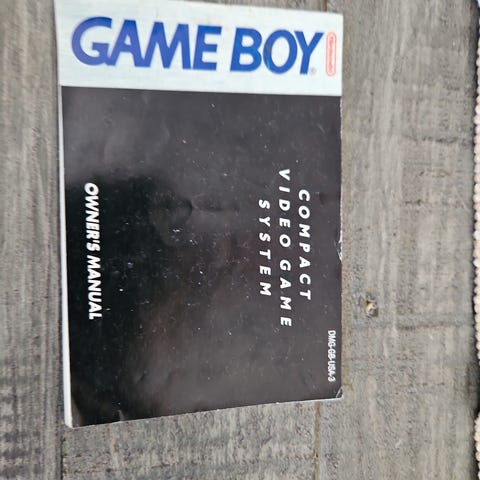 GAME BOY
Nintendo
COMPACT
VIDEO GAME
SYSTEM
OWNER'S MANUAL
DMG-GB-USA-3